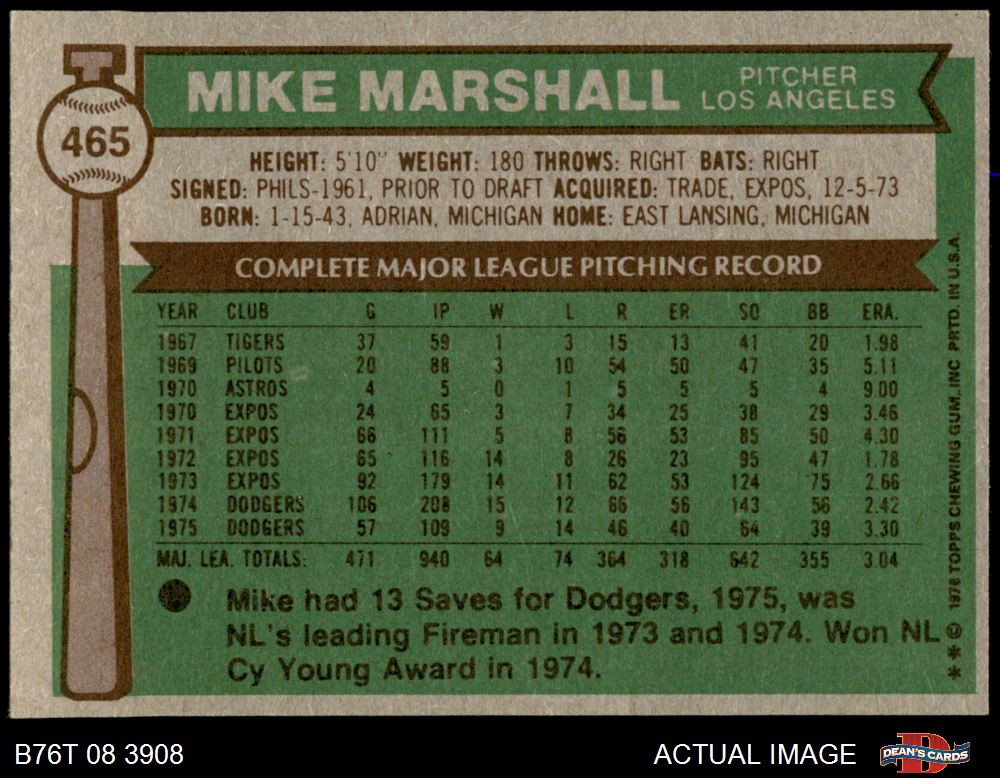 465
MIKE MARSHALL
PITCHER
LOS ANGELES
HEIGHT: 5'10" WEIGHT: 180 THROWS: RIGHT BATS: RIGHT
SIGNED: PHILS-1961, PRIOR TO DRAFT ACQUIRED: TRADE, EXPOS, 12-5-73
BORN: 1-15-43, ADRIAN, MICHIGAN HOME: EAST LANSING, MICHIGAN
COMPLETE MAJOR LEAGUE PITCHING RECORD
YEAR CLUB G IP W L R ER SO BB ERA.
1967 TIGERS 37 59 1 3 15 13 41 20 1.98
1969 PILOTS 20 88 3 10 54 50 47 35 5.11
1970 ASTROS 4 5 0 1 5 5 5 4 9.00
1970 EXPOS 24 65 3 7 34 25 38 29 3.46
1971 EXPOS 66 111 5 8 56 53 85 50 4.30
1972 EXPOS 65 116 14 8 26 23 95 47 1.78
1973 EXPOS 92 179 14 11 62 53 124 75 2.66
1974 DODGERS 106 208 15 12 66 56 143 56 2.42
1975 DODGERS 57 109 9 14 46 40 64 39 3.30
MAJ. LEA. TOTALS: 471 940 64 74 364 318 642 355 3.04
Mike had 13 Saves for Dodgers, 1975, was
NL's leading Fireman in 1973 and 1974. Won NL
Cy Young Award in 1974.
* * © 1976 TOPPS CHEWING GUM, INC PRTD. IN U.S.A.
B76T 08 3908
ACTUAL IMAGE
DEAN'S CARDS